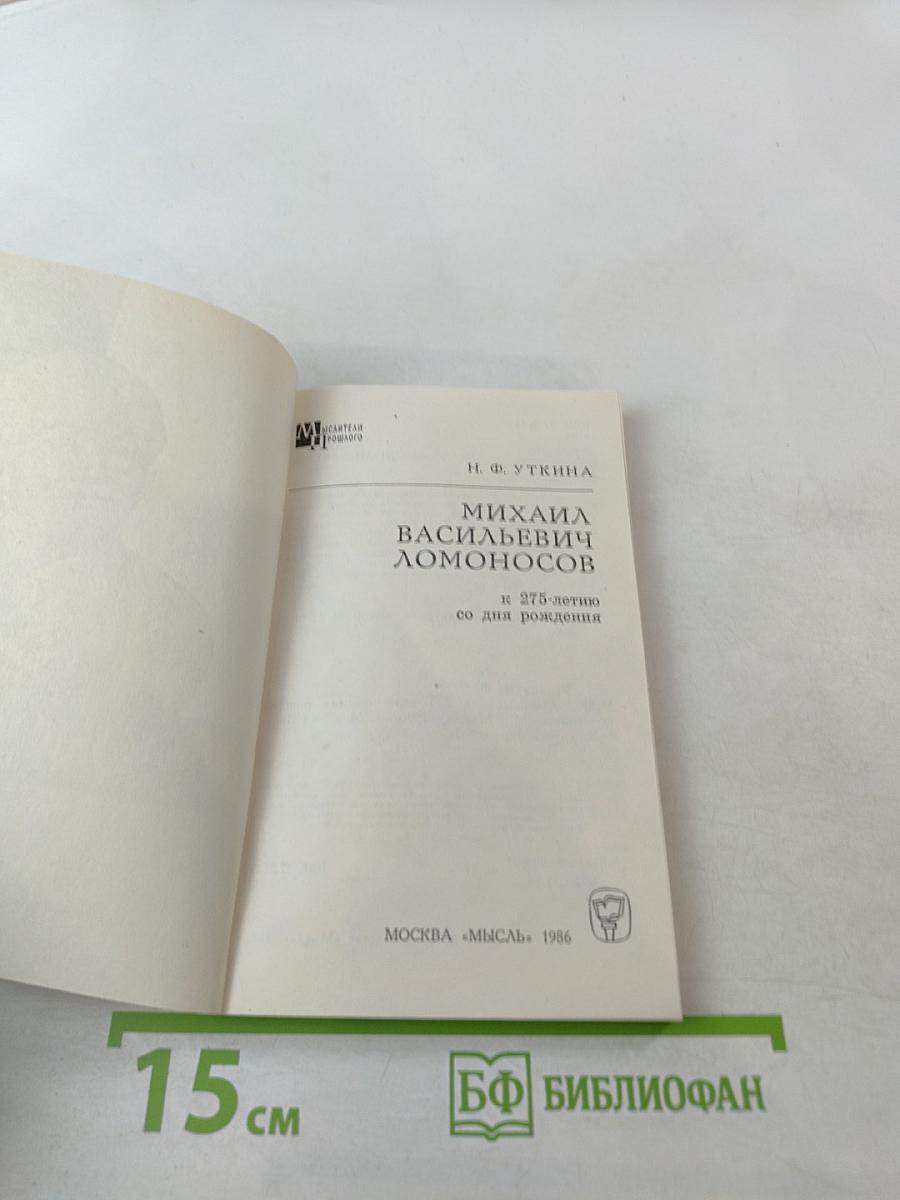 МЫСЛИТЕЛИ
ПРОШЛОГО
Н. Ф. УТКИНА
МИХАИЛ
ВАСИЛЬЕВИЧ
ЛОМОНОСОВ
к 275-летию
со дня рождения
МОСКВА «МЫСЛЬ» 1986
15 см
БФ БИБЛИОФАН